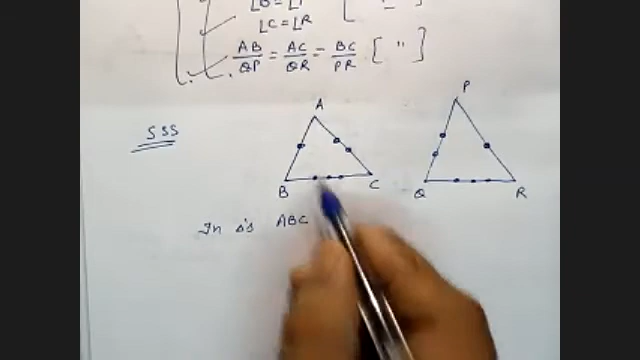 ∠C=∠R
AB/QP = AC/QR = BC/PR [ " ]
SSS
A
P
B
C
Q
R
In Δ's ABC